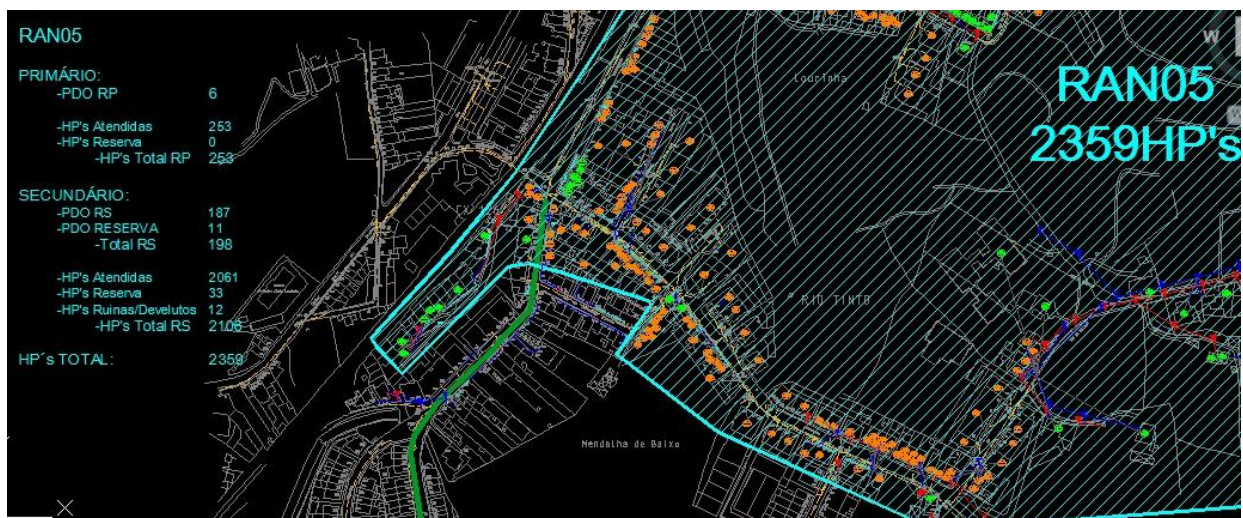 RAN05
PRIMÁRIO:
-PDO RP 6
-HP's Atendidas 253
-HP's Reserva 0
-HP's Total RP 253
SECUNDÁRIO:
-PDO RS 187
-PDO RESERVA 11
-Total RS 198
-HP's Atendidas 2061
-HP's Reserva 33
-HP's Ruinas/Develutos 12
-HP's Total RS 2106
HP´s TOTAL: 2359
Lourinha
W
RAN05
2359HP's
RIO TINTO
Mendalha de Baixo